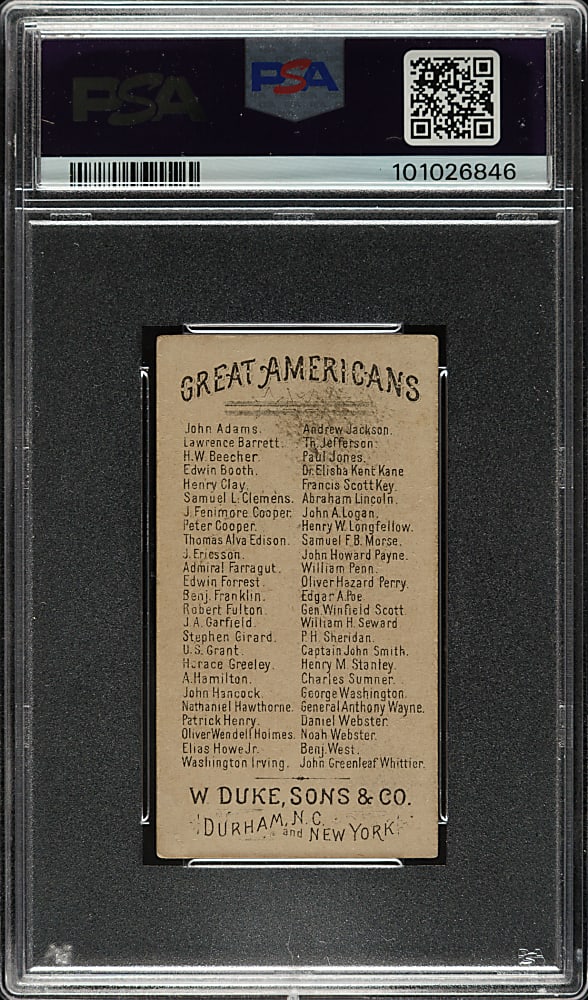 PSA
PSA
101026846
GREAT AMERICANS
John Adams. Andrew Jackson.
Lawrence Barrett. Th. Jefferson
H.W. Beecher. Paul Jones.
Edwin Booth. Dr. Elisha Kent Kane
Henry Clay. Francis Scott Key.
Samuel L. Clemens. Abraham Lincoln.
J. Fenimore Cooper. John A. Logan.
Peter Cooper. Henry W. Longfellow.
Thomas Alva Edison. Samuel F.B. Morse.
J. Ericsson. John Howard Payne.
Admiral Farragut. William Penn.
Edwin Forrest. Oliver Hazard Perry.
Benj. Franklin. Edgar A. Poe.
Robert Fulton. Gen. Winfield Scott
J.A. Garfield. William H. Seward
Stephen Girard. P.H. Sheridan.
U.S. Grant. Captain John Smith.
Horace Greeley. Henry M. Stanley.
A. Hamilton. Charles Sumner.
John Hancock. George Washington.
Nathaniel Hawthorne. General Anthony Wayne.
Patrick Henry. Daniel Webster.
Oliver Wendell Holmes. Noah Webster.
Elias Howe Jr. Benj. West.
Washington Irving. John Greenleaf Whittier.
W. DUKE, SONS & CO.
DURHAM, N.C. and NEW YORK